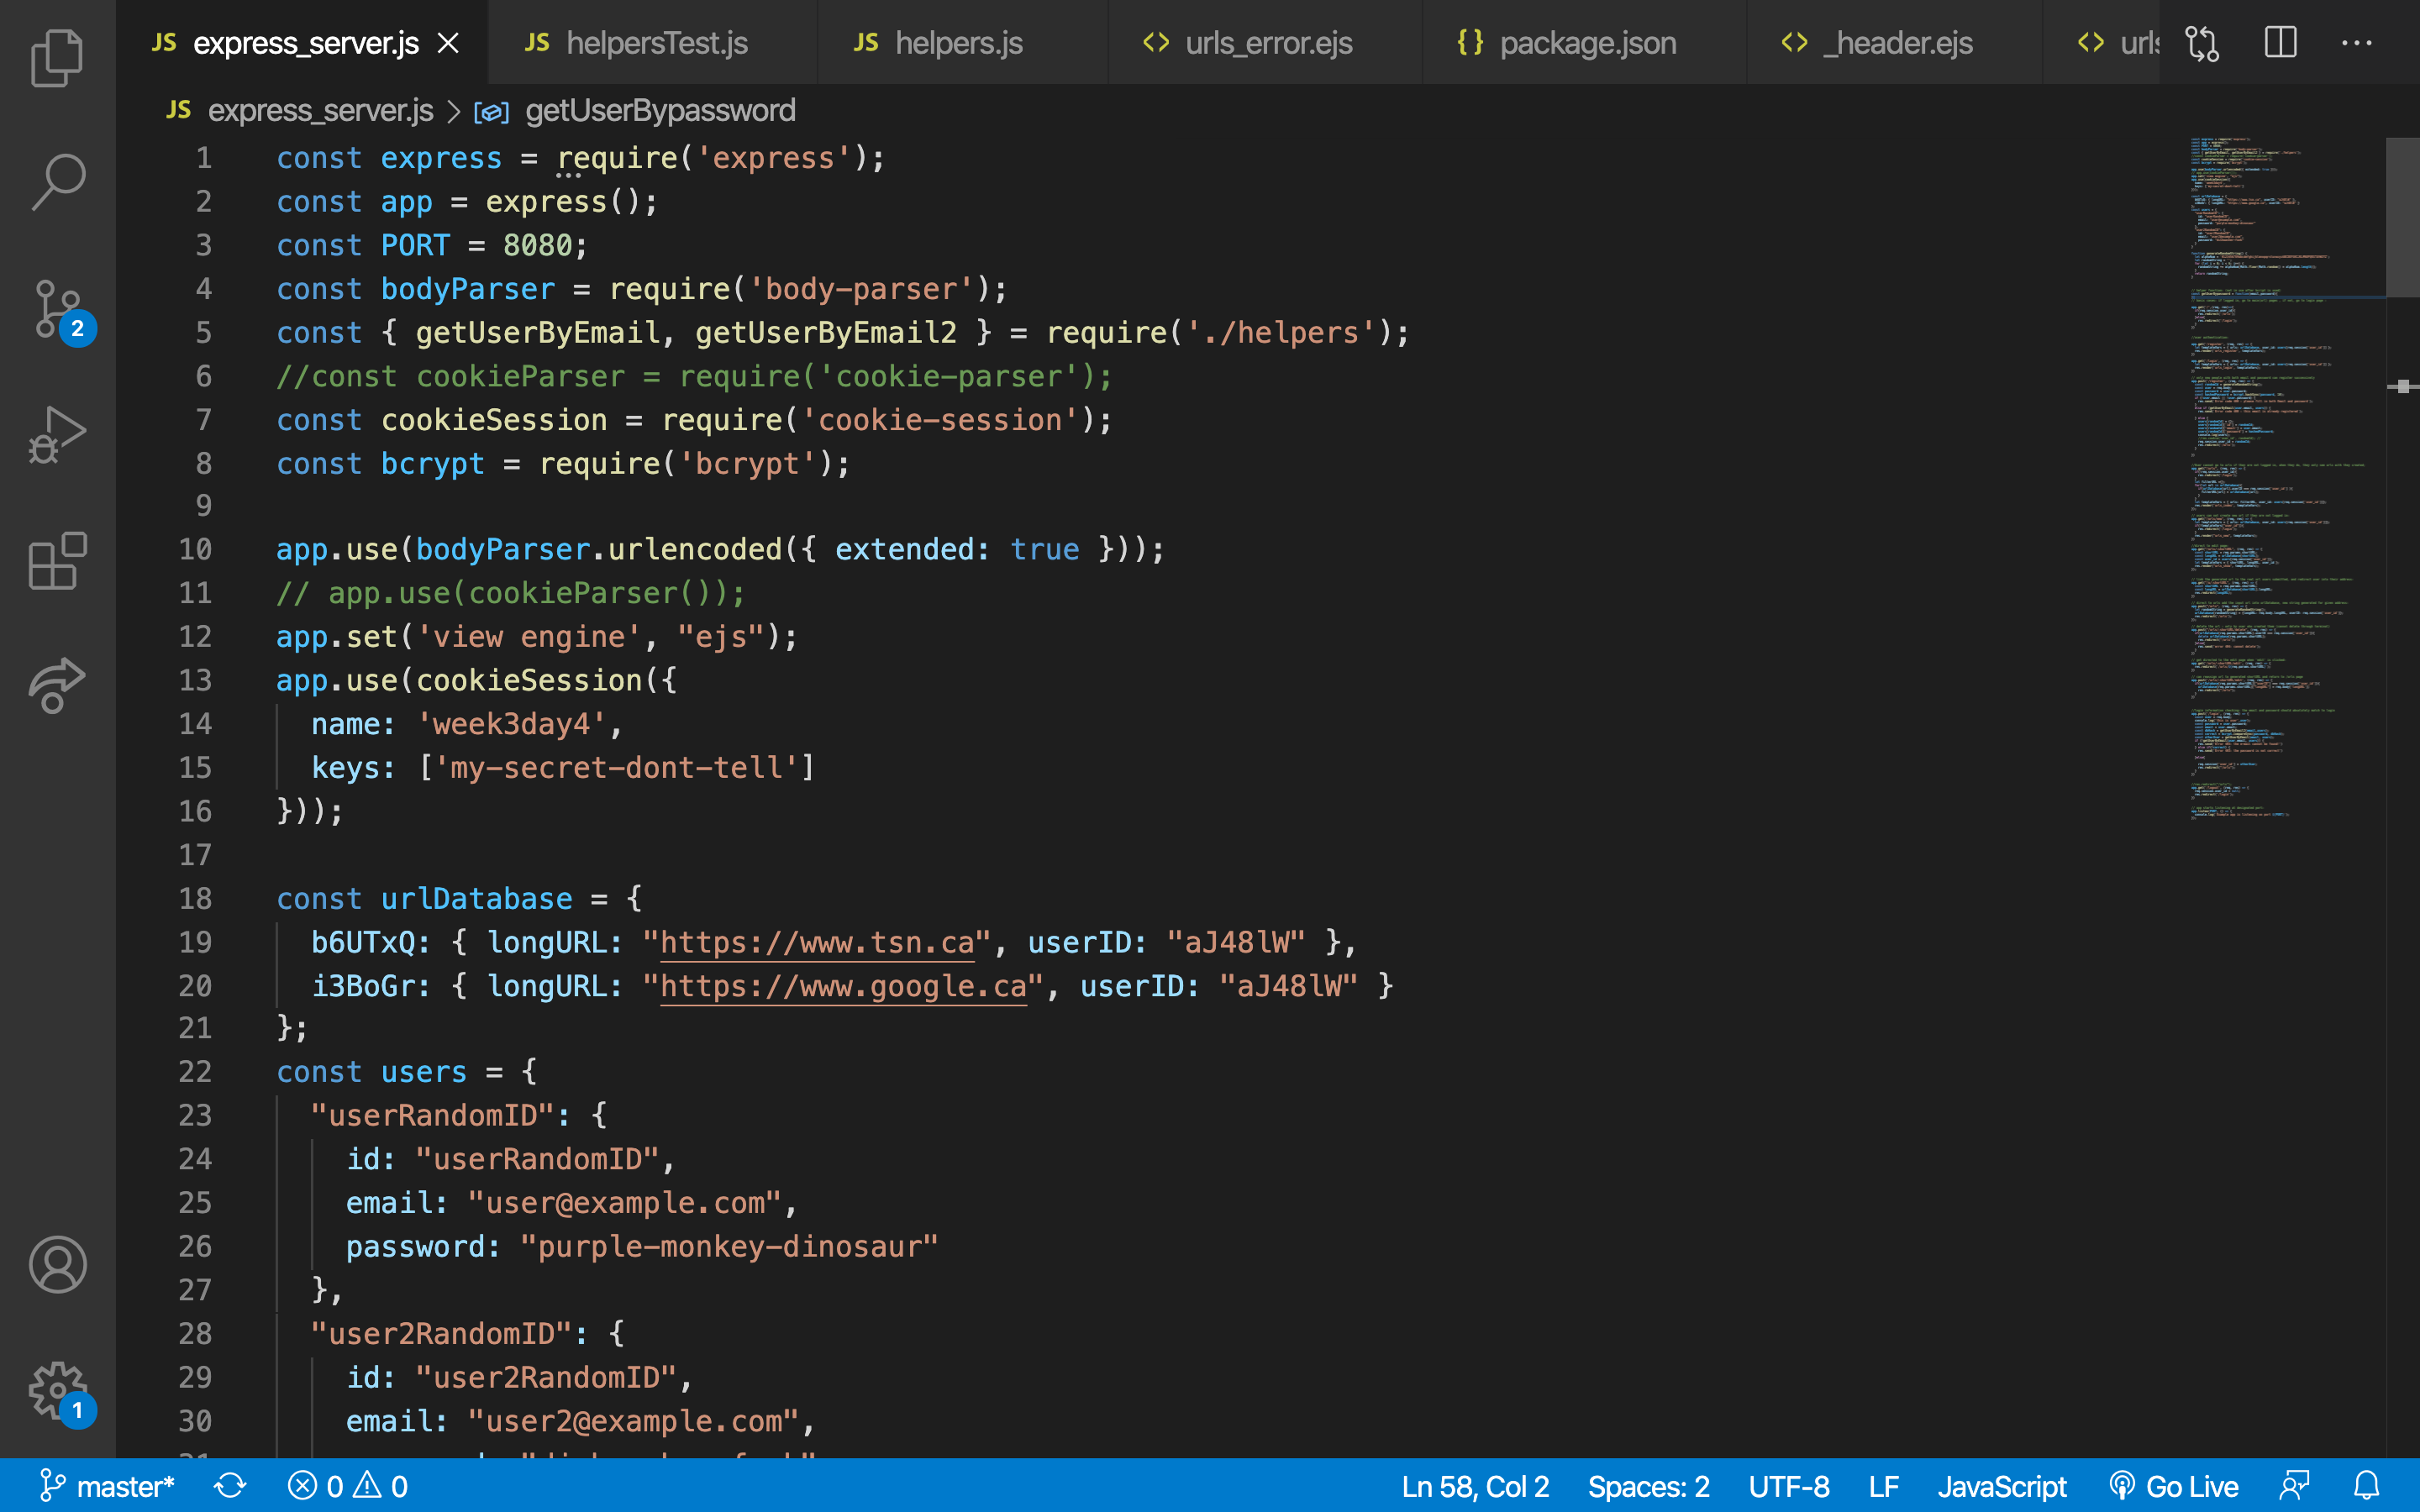 JS express_server.js JS helpersTest.js JS helpers.js <> urls_error.ejs {} package.json <> _header.ejs <> urls
JS express_server.js > getUserBypassword
1 const express = require('express');
2 const app = express();
3 const PORT = 8080;
4 const bodyParser = require('body-parser');
5 const { getUserByEmail, getUserByEmail2 } = require('./helpers');
6 //const cookieParser = require('cookie-parser');
7 const cookieSession = require('cookie-session');
8 const bcrypt = require('bcrypt');
9
10 app.use(bodyParser.urlencoded({ extended: true }));
11 // app.use(cookieParser());
12 app.set('view engine', "ejs");
13 app.use(cookieSession({
14 name: 'week3day4',
15 keys: ['my-secret-dont-tell']
16 }));
17
18 const urlDatabase = {
19 b6UTxQ: { longURL: "https://www.tsn.ca", userID: "aJ48lW" },
20 i3BoGr: { longURL: "https://www.google.ca", userID: "aJ48lW" }
21 };
22 const users = {
23 "userRandomID": {
24 id: "userRandomID",
25 email: "user@example.com",
26 password: "purple-monkey-dinosaur"
27 },
28 "user2RandomID": {
29 id: "user2RandomID",
30 email: "user2@example.com",
2
1
master* 0 0 Ln 58, Col 2 Spaces: 2 UTF-8 LF JavaScript Go Live